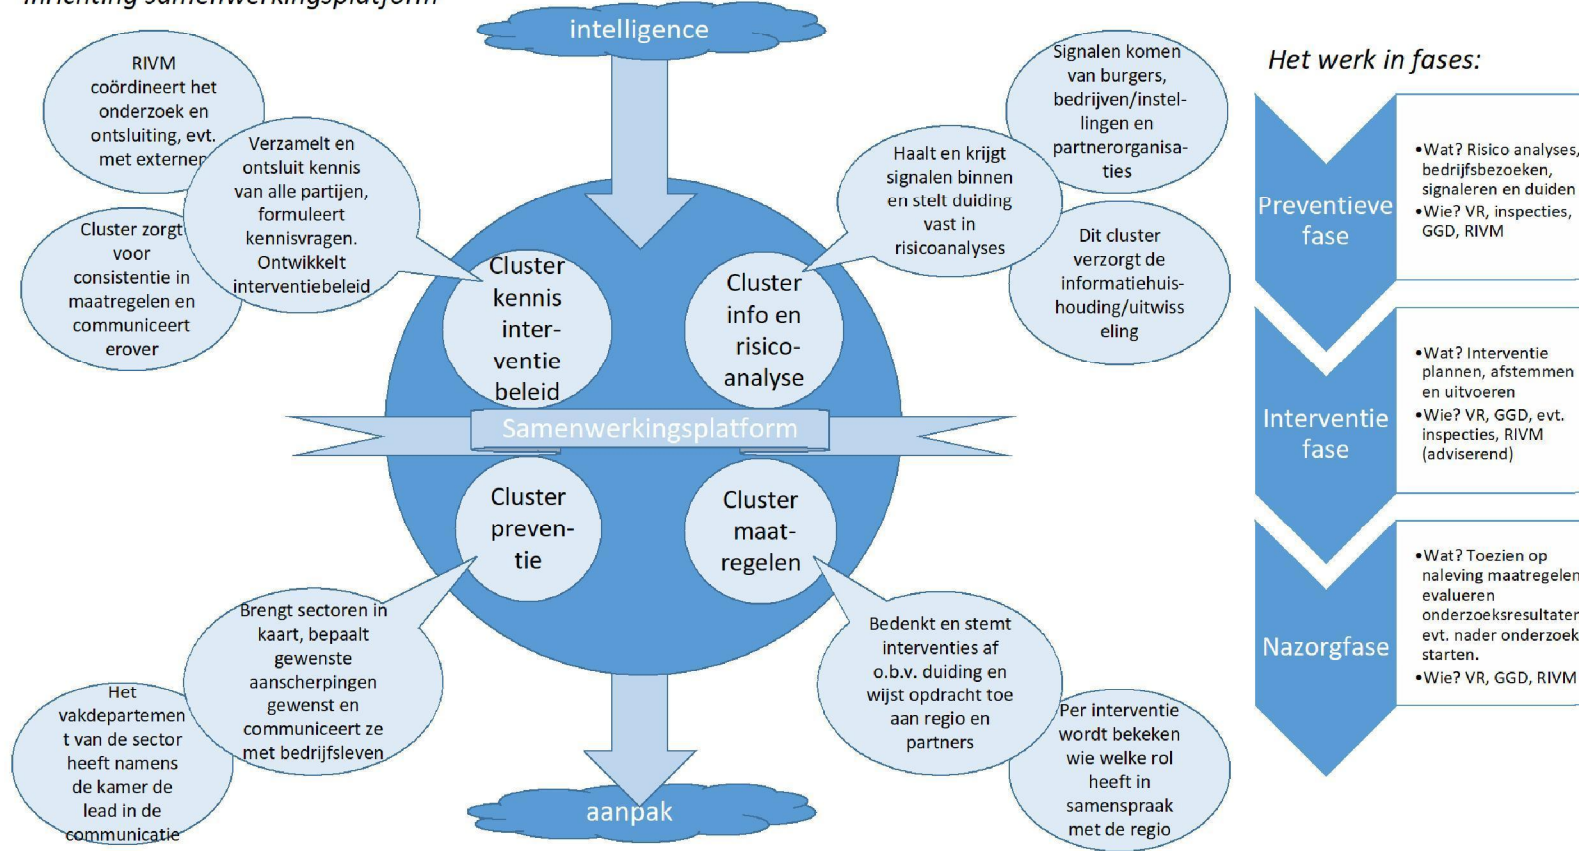 Inrichting samenwerkingsplatform
intelligence
RIVM
coördineert het
onderzoek en
ontsluiting, evt.
met externen
Verzamelt en
ontsluit kennis
van alle partijen,
formuleert
kennisvragen.
Ontwikkelt
interventiebeleid
Cluster zorgt
voor
consistentie in
maatregelen en
communiceert
erover
Signalen komen
van burgers,
bedrijven/instel-
lingen en
partnerorganisa-
ties
Haalt en krijgt
signalen binnen
en stelt duiding
vast in
risicoanalyses
Dit cluster
verzorgt de
informatiehuis-
houding/uitwiss
eling
Cluster
kennis
inter-
ventie
beleid
Cluster
info en
risico-
analyse
Samenwerkingsplatform
Cluster
preven-
tie
Cluster
maat-
regelen
Brengt sectoren in
kaart, bepaalt
gewenste
aanscherpingen
gewenst en
communiceert ze
met bedrijfsleven
Het
vakdepartemen
t van de sector
heeft namens
de kamer de
lead in de
communicatie
Bedenkt en stemt
interventies af
o.b.v. duiding en
wijst opdracht toe
aan regio en
partners
Per interventie
wordt bekeken
wie welke rol
heeft in
samenspraak
met de regio
aanpak
Het werk in fases:
Preventieve
fase
•Wat? Risico analyses,
bedrijfsbezoeken,
signaleren en duiden
•Wie? VR, inspecties,
GGD, RIVM
Interventie
fase
•Wat? Interventie
plannen, afstemmen
en uitvoeren
•Wie? VR, GGD, evt.
inspecties, RIVM
(adviserend)
Nazorgfase
•Wat? Toezien op
naleving maatregelen
evalueren
onderzoeksresultaten
evt. nader onderzoek
starten.
•Wie? VR, GGD, RIVM